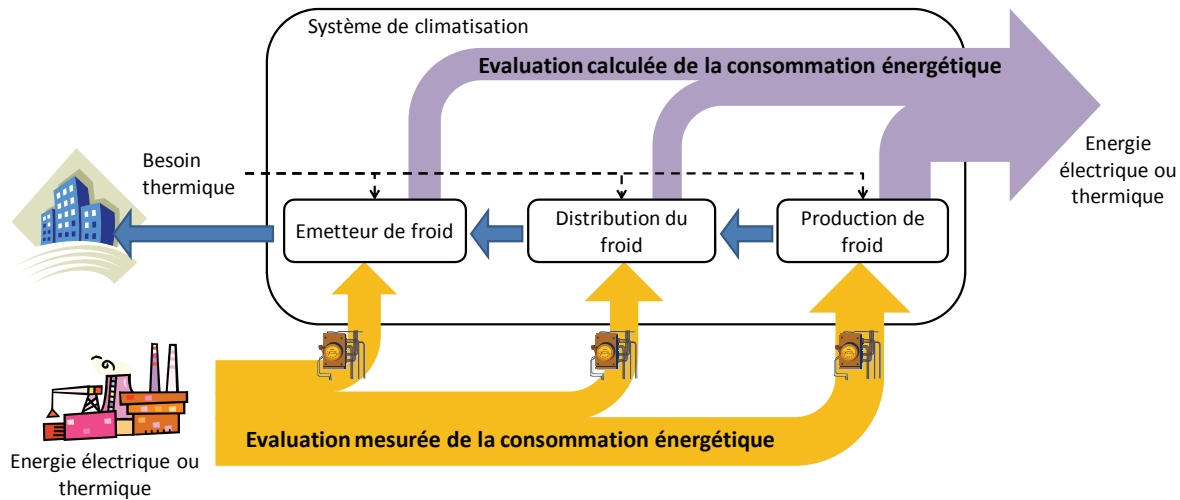 Système de climatisation
Evaluation calculée de la consommation énergétique
Besoin
thermique
Energie
électrique ou
thermique
Emetteur de froid
Distribution du
froid
Production de
froid
Evaluation mesurée de la consommation énergétique
Energie électrique ou
thermique